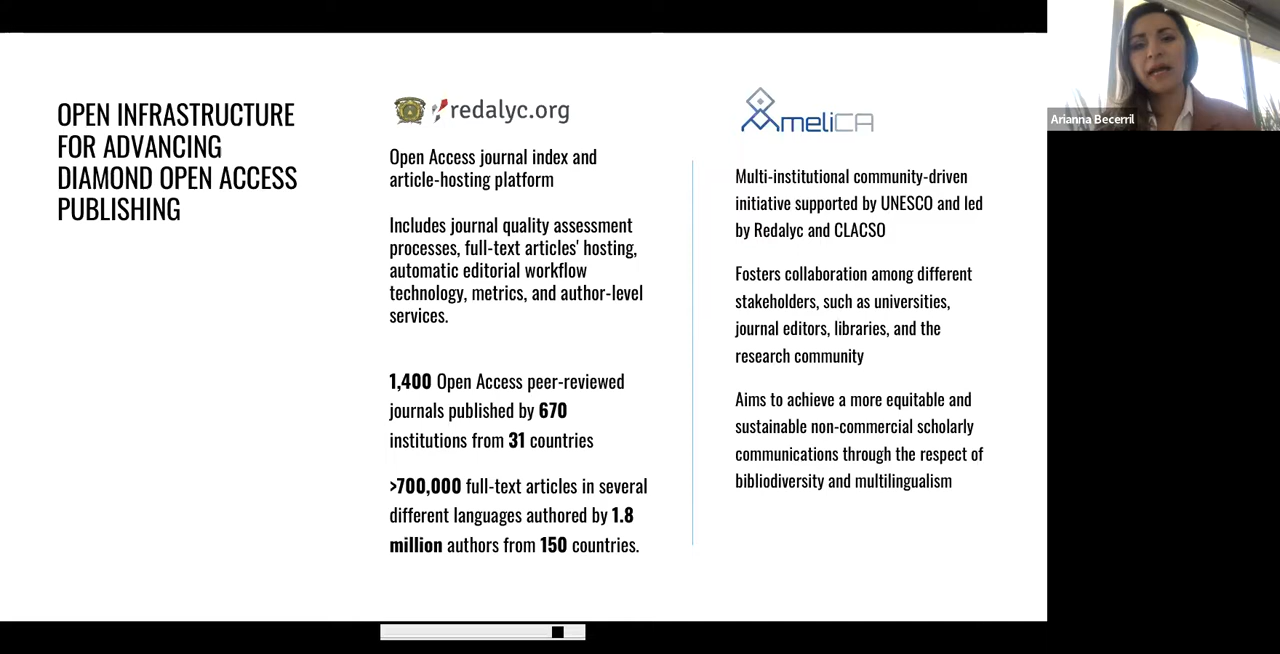 OPEN INFRASTRUCTURE
FOR ADVANCING
DIAMOND OPEN ACCESS
PUBLISHING
redalyc.org
Open Access journal index and
article-hosting platform
Includes journal quality assessment
processes, full-text articles' hosting,
automatic editorial workflow
technology, metrics, and author-level
services.
1,400 Open Access peer-reviewed
journals published by 670
institutions from 31 countries
>700,000 full-text articles in several
different languages authored by 1.8
million authors from 150 countries.
meliCA
Multi-institutional community-driven
initiative supported by UNESCO and led
by Redalyc and CLACSO
Fosters collaboration among different
stakeholders, such as universities,
journal editors, libraries, and the
research community
Aims to achieve a more equitable and
sustainable non-commercial scholarly
communications through the respect of
bibliodiversity and multilingualism
Arianna Becerril